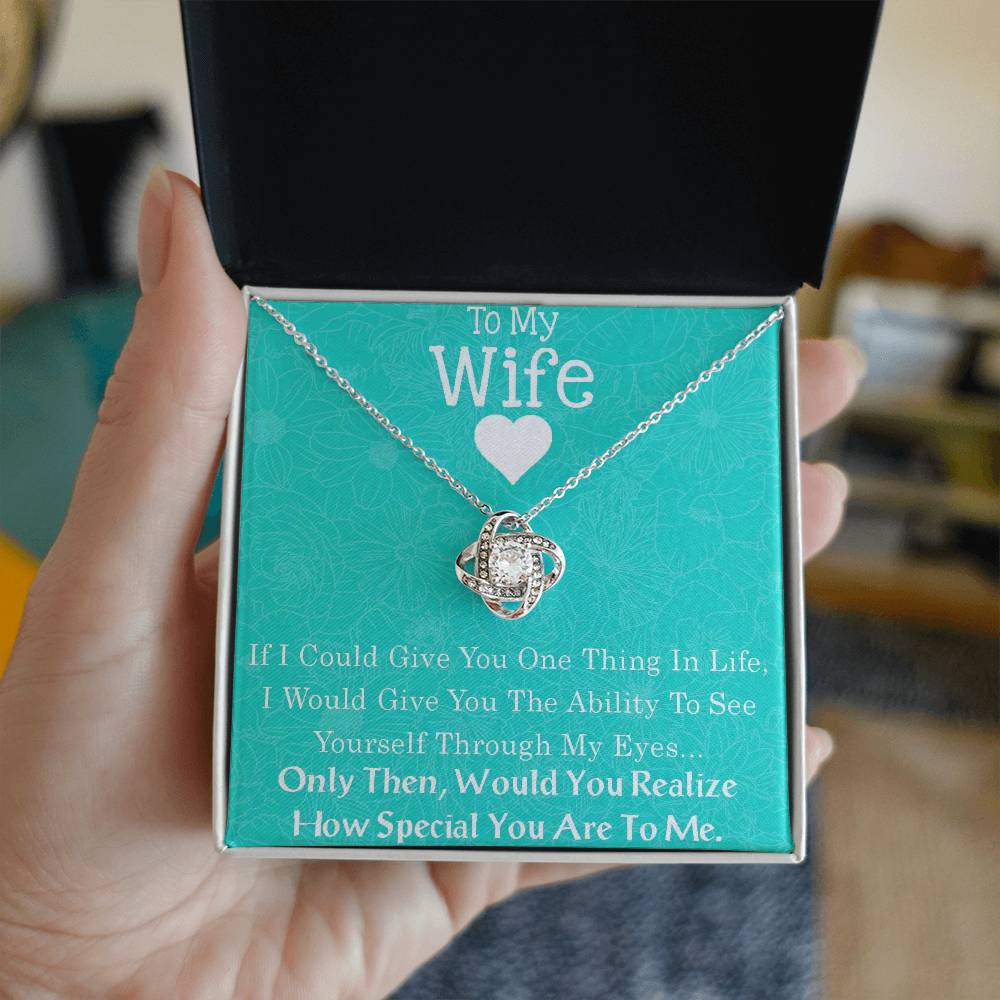 To My
Wife
If I Could Give You One Thing In Life,
I Would Give You The Ability To See
Yourself Through My Eyes...
Only Then, Would You Realize
How Special You Are To Me.